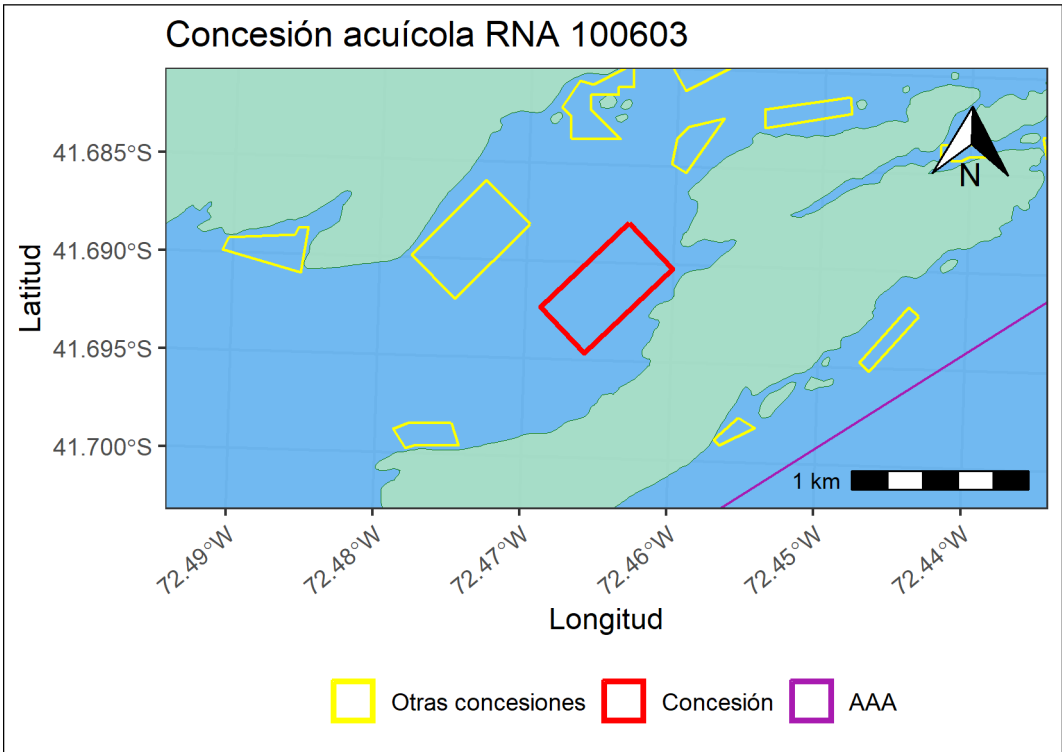 Concesión acuícola RNA 100603
Latitud
41.685°S
41.690°S
41.695°S
41.700°S
N
1 km
72.49°W
72.48°W
72.47°W
72.46°W
72.45°W
72.44°W
Longitud
Otras concesiones
Concesión
AAA